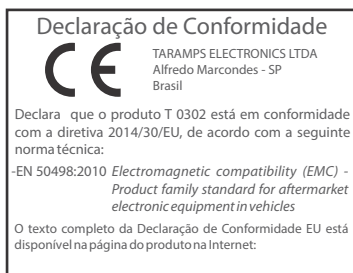 Declaração de Conformidade
CE
TARAMPS ELECTRONICS LTDA
Alfredo Marcondes - SP
Brasil
Declara que o produto T 0302 está em conformidade
com a diretiva 2014/30/EU, de acordo com a seguinte
norma técnica:
-EN 50498:2010 Electromagnetic compatibility (EMC) -
Product family standard for aftermarket
electronic equipment in vehicles
O texto completo da Declaração de Conformidade EU está
disponível na página do produto na Internet: